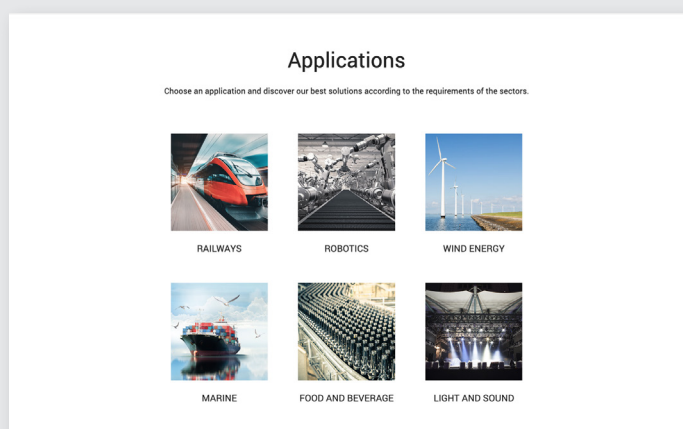 Applications
Choose an application and discover our best solutions according to the requirements of the sectors.
RAILWAYS
ROBOTICS
WIND ENERGY
MARINE
FOOD AND BEVERAGE
LIGHT AND SOUND